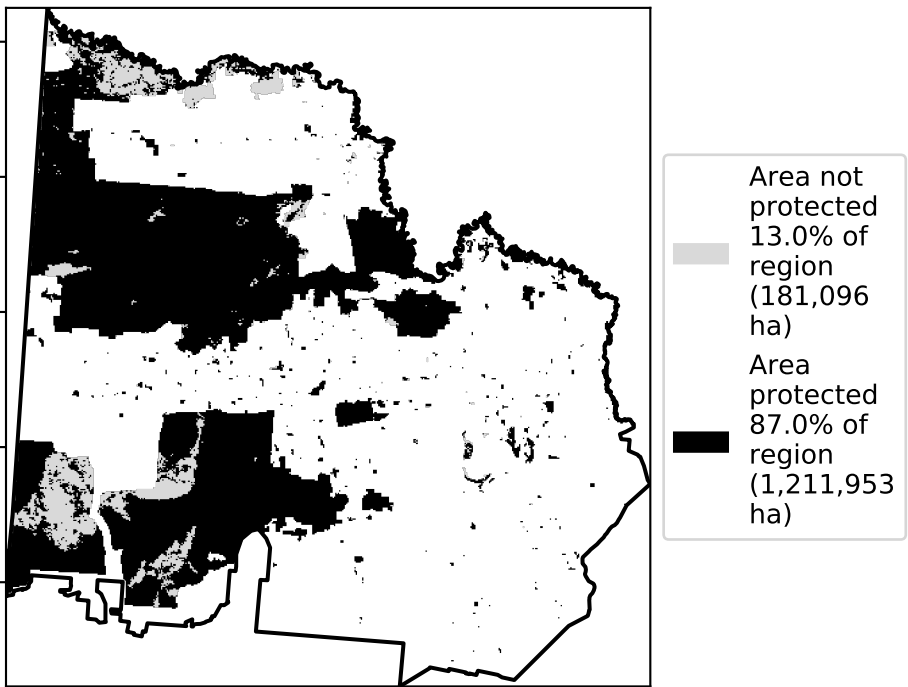 Area not
protected
13.0% of
region
(181,096
ha)
Area
protected
87.0% of
region
(1,211,953
ha)